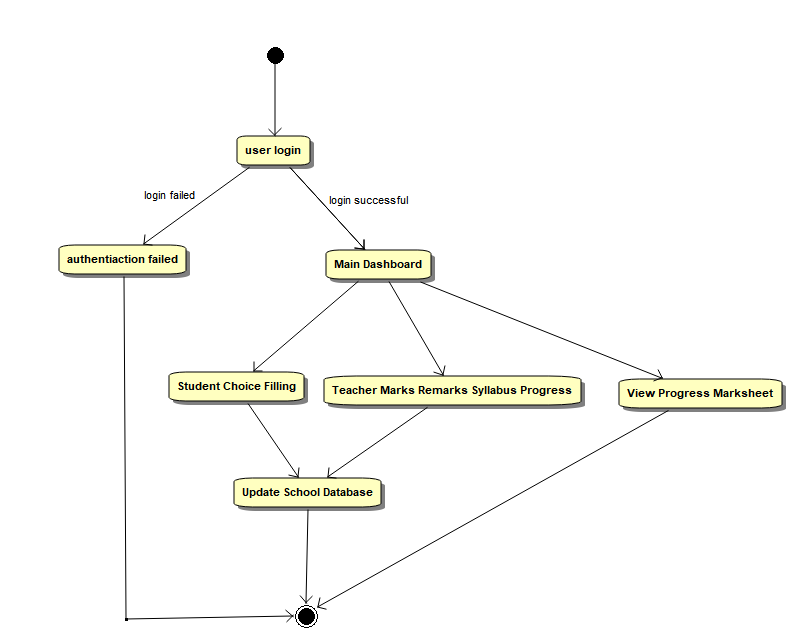 user login
login failed
login successful
authentiaction failed
Main Dashboard
Student Choice Filling
Teacher Marks Remarks Syllabus Progress
View Progress Marksheet
Update School Database